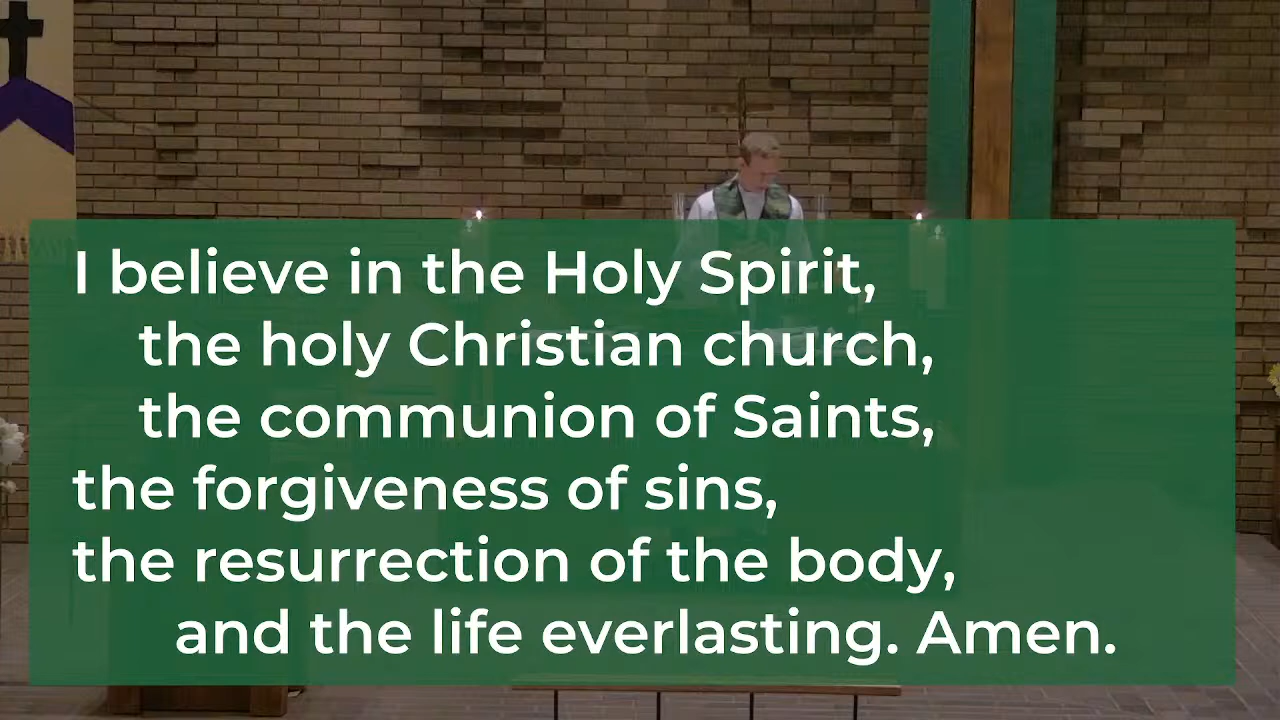 I believe in the Holy Spirit,
the holy Christian church,
the communion of Saints,
the forgiveness of sins,
the resurrection of the body,
and the life everlasting. Amen.